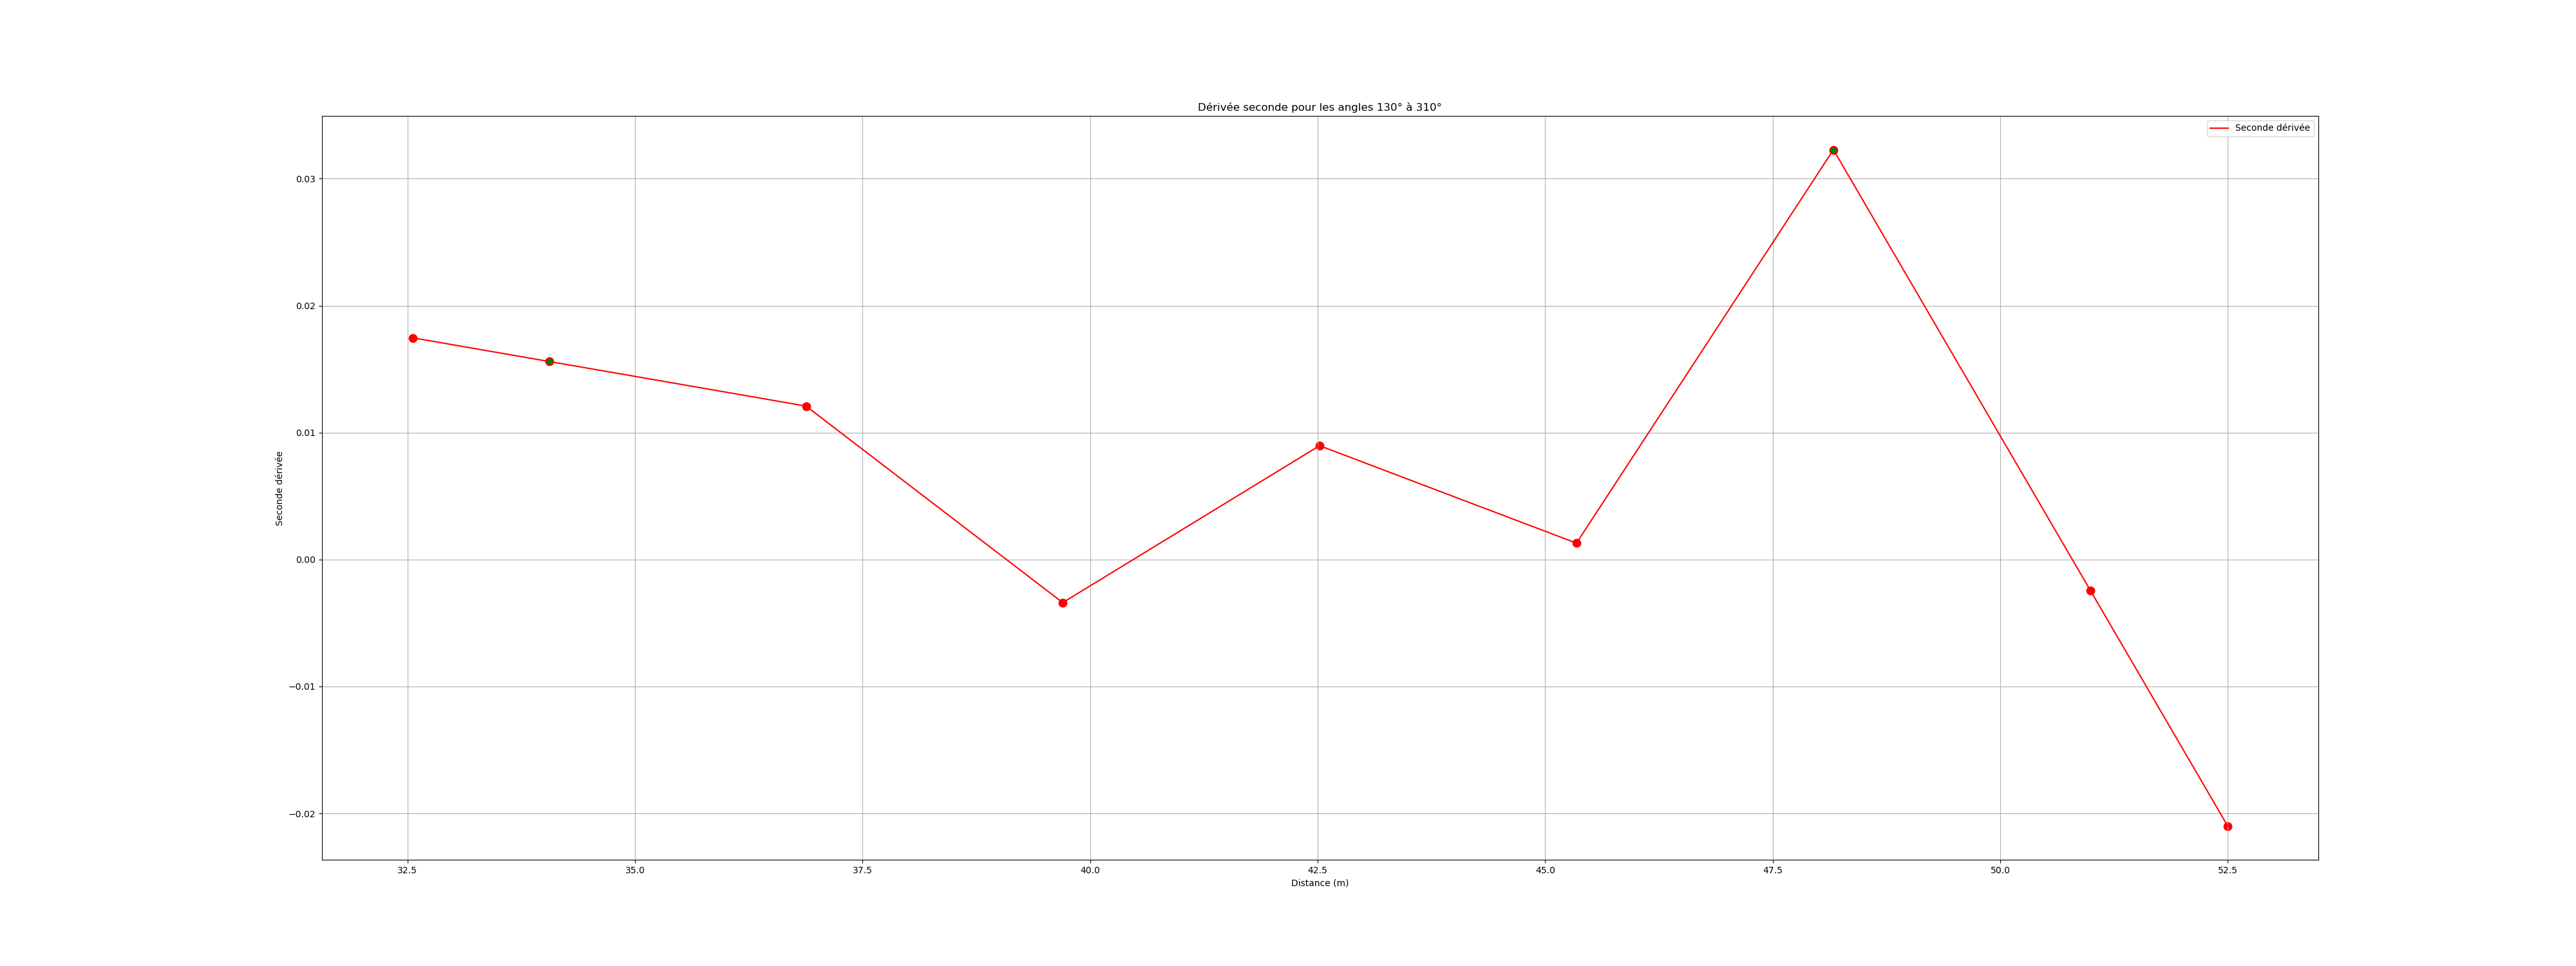 Dérivée seconde pour les angles 130° à 310°
Seconde dérivée
0.03
0.02
0.01
0.00
−0.01
−0.02
Seconde dérivée
32.5 35.0 37.5 40.0 42.5 45.0 47.5 50.0 52.5
Distance (m)